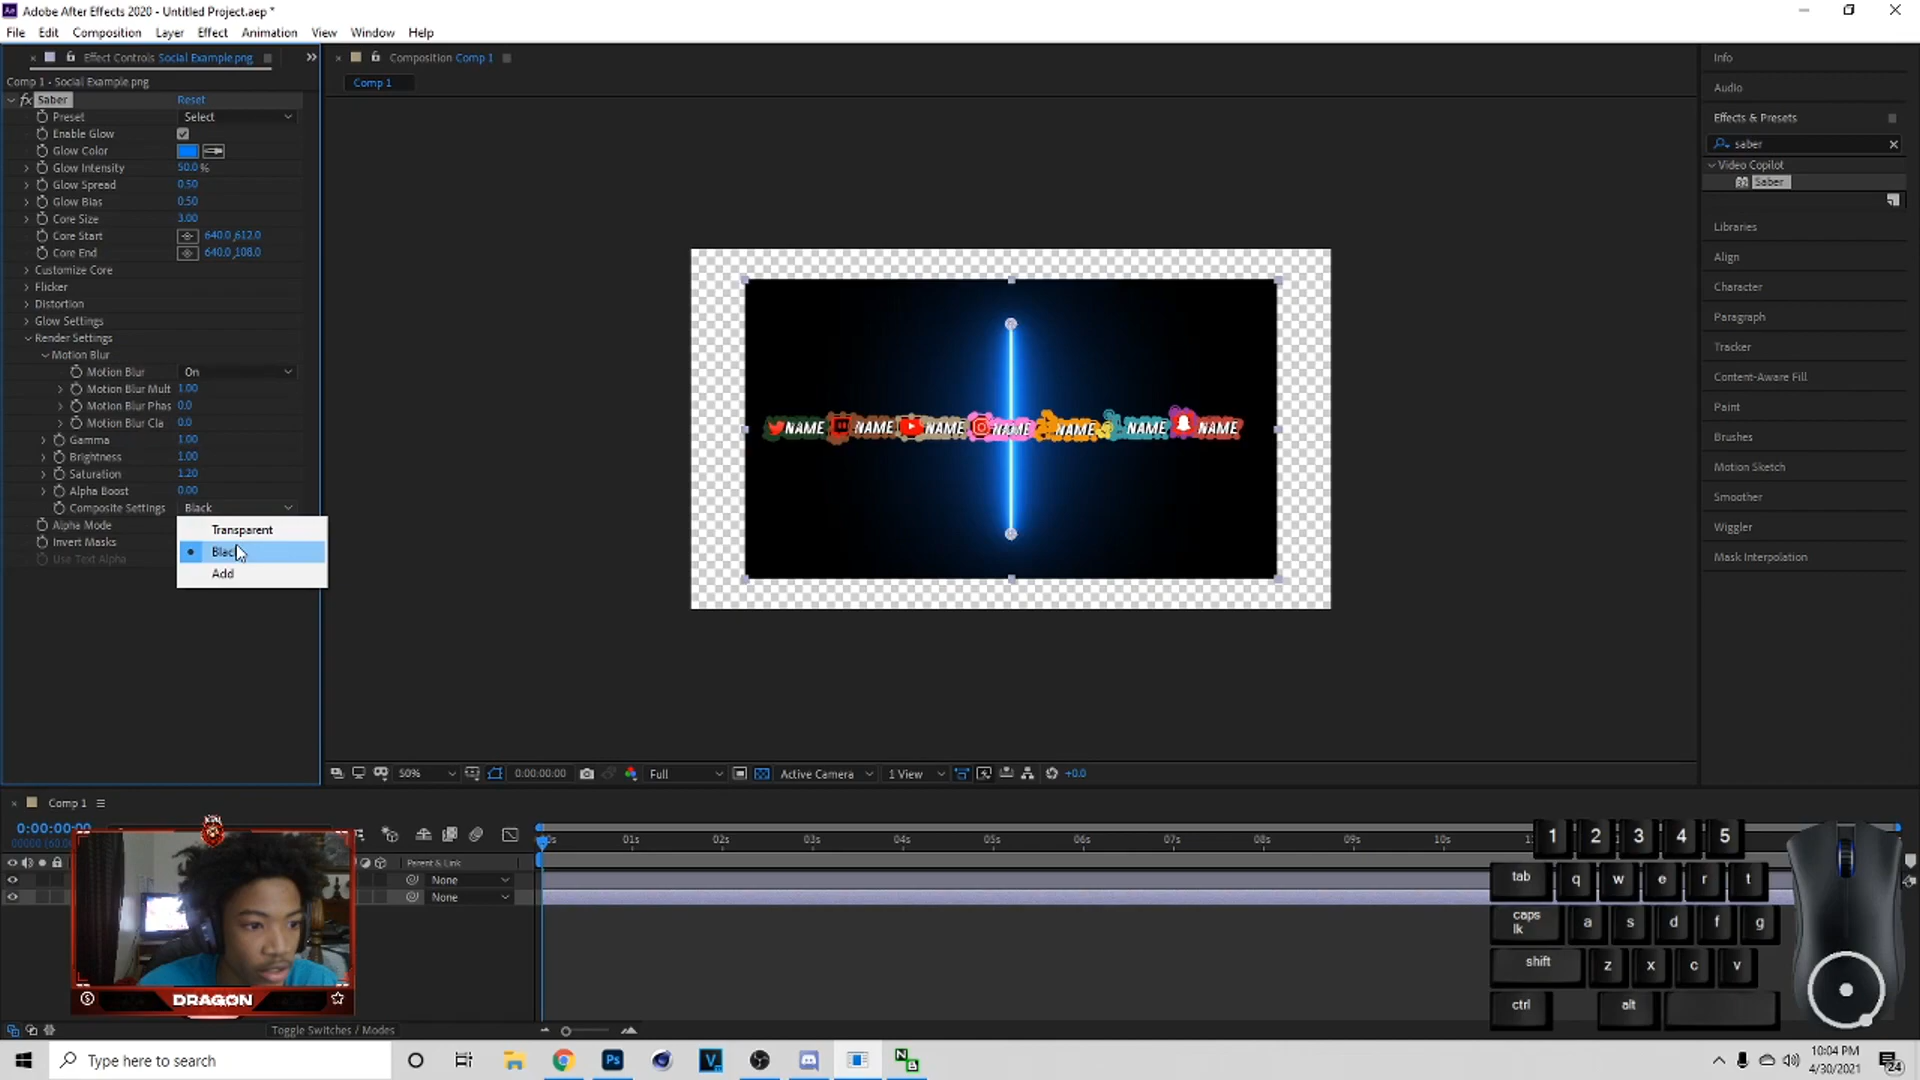 Adobe After Effects 2020 - Untitled Project.aep *
File Edit Composition Layer Effect Animation View Window Help
Effect Controls Social Example.png
Composition Comp 1
Info
Comp 1 - Social Example.png
Comp 1
Audio
fx Saber Reset
Preset Select
Effects & Presets
Enable Glow
saber
Glow Color
Glow Intensity 50.0 %
Video Copilot
Glow Spread 0.50
Saber
Glow Bias 0.50
Core Size 3.00
Libraries
Core Start 640.0,612.0
Core End 640.0,108.0
Align
Customize Core
Flicker
Character
Distortion
Glow Settings
Paragraph
Render Settings
Tracker
Motion Blur
Motion Blur On
Content-Aware Fill
Motion Blur Mult 1.00
Motion Blur Phas 0.0
Paint
Motion Blur Cla 0.0
NAME NAME NAME NAME NAME NAME NAME
Gamma 1.00
Brushes
Brightness 1.00
Motion Sketch
Saturation 1.20
Alpha Boost 0.00
Smoother
Composite Settings Black
Alpha Mode
Transparent
Wiggler
Invert Masks
Black
Use Text Alpha
Mask Interpolation
Add
50% 0:00:00:00 Full Active Camera 1 View +0.0
Comp 1
0:00:00:00
01s 02s 03s 04s 05s 06s 07s 08s 09s 10s
Parent & Link
None
None
1 2 3 4 5
tab q w e r t
caps lk a s d f g
shift z x c v
ctrl alt
DRAGON
Toggle Switches / Modes
Type here to search
Ps
V
10:04 PM
4/30/2021
24